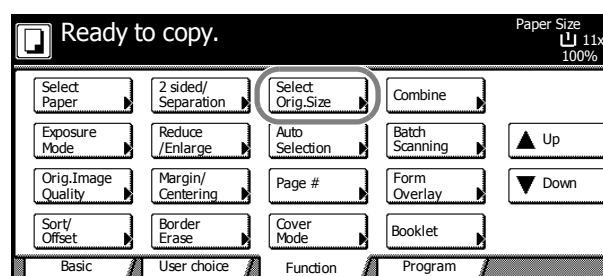 Ready to copy.
Paper Size
11x
100%
Select
Paper
2 sided/
Separation
Select
Orig.Size
Combine
Exposure
Mode
Reduce
/Enlarge
Auto
Selection
Batch
Scanning
Up
Orig.Image
Quality
Margin/
Centering
Page #
Form
Overlay
Down
Sort/
Offset
Border
Erase
Cover
Mode
Booklet
Basic
User choice
Function
Program